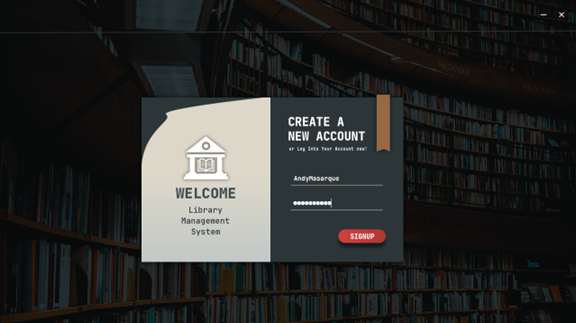 CREATE A
NEW ACCOUNT
or Log Into Your Account now!
AndyMasarque
●●●●●●●●●●
SIGNUP
WELCOME
Library
Management
System